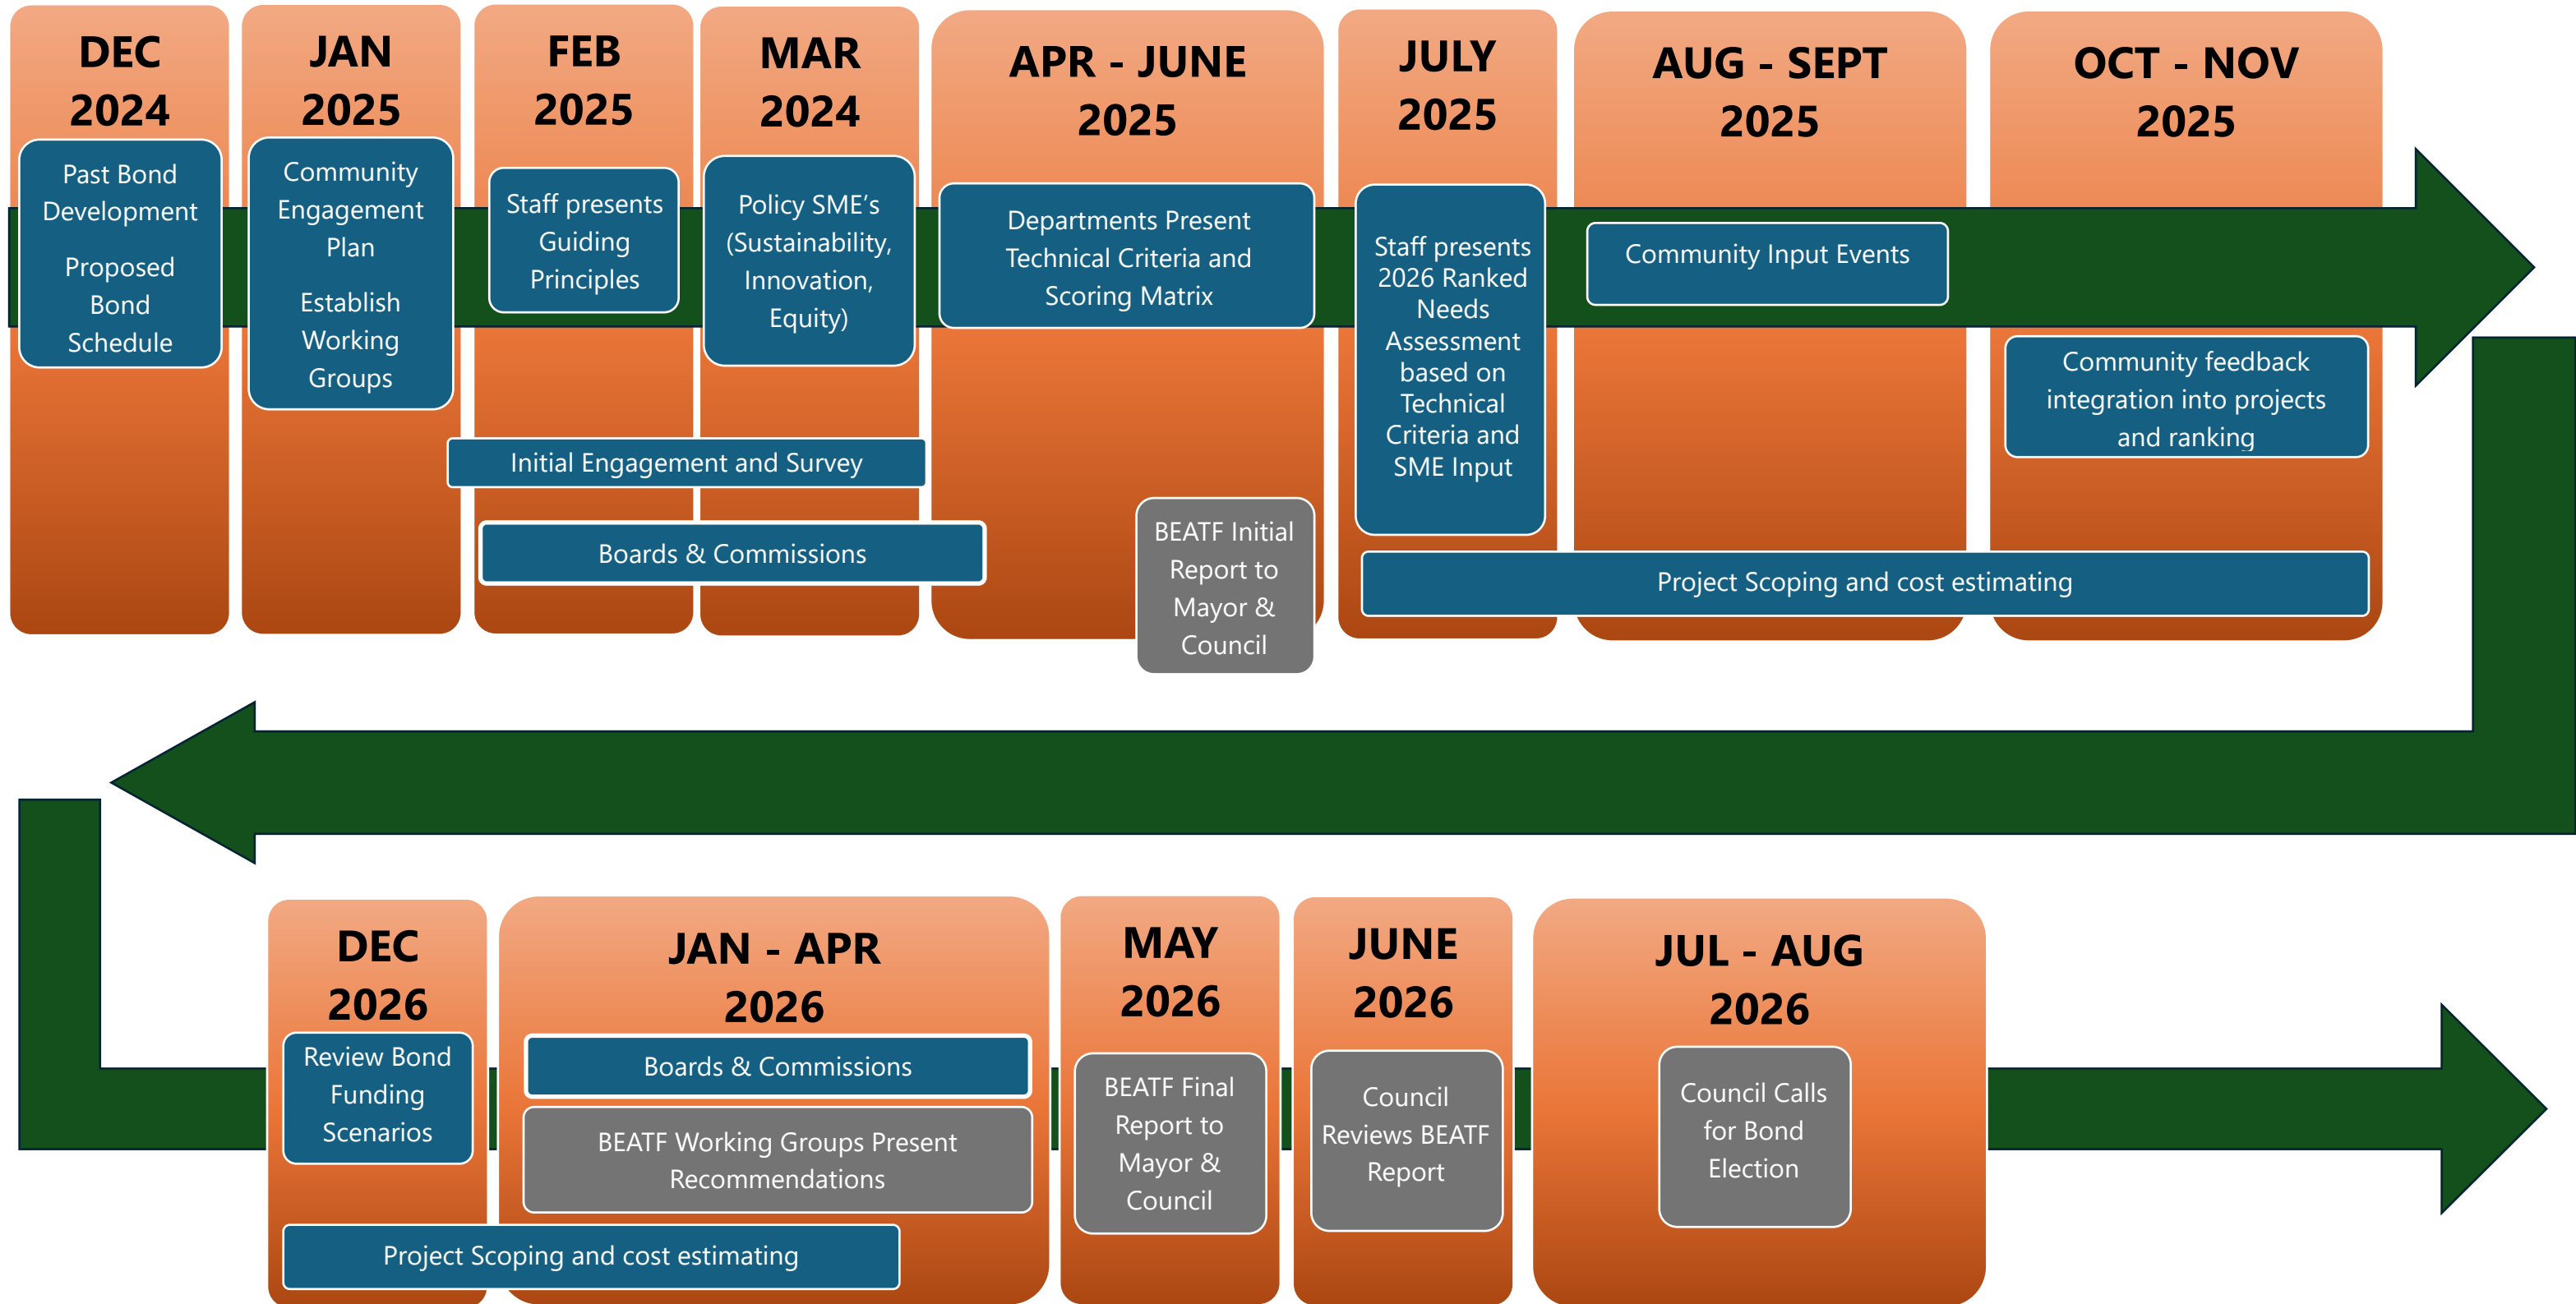 DEC
2024
Past Bond
Development
Proposed
Bond
Schedule
JAN
2025
Community
Engagement
Plan
Establish
Working
Groups
FEB
2025
Staff presents
Guiding
Principles
MAR
2024
Policy SME’s
(Sustainability,
Innovation,
Equity)
Initial Engagement and Survey
Boards & Commissions
APR - JUNE
2025
Departments Present
Technical Criteria and
Scoring Matrix
BEATF Initial
Report to
Mayor &
Council
JULY
2025
Staff presents
2026 Ranked
Needs
Assessment
based on
Technical
Criteria and
SME Input
AUG - SEPT
2025
Community Input Events
OCT - NOV
2025
Community feedback
integration into projects
and ranking
Project Scoping and cost estimating
DEC
2026
Review Bond
Funding
Scenarios
JAN - APR
2026
Boards & Commissions
BEATF Working Groups Present
Recommendations
Project Scoping and cost estimating
MAY
2026
BEATF Final
Report to
Mayor &
Council
JUNE
2026
Council
Reviews BEATF
Report
JUL - AUG
2026
Council Calls
for Bond
Election